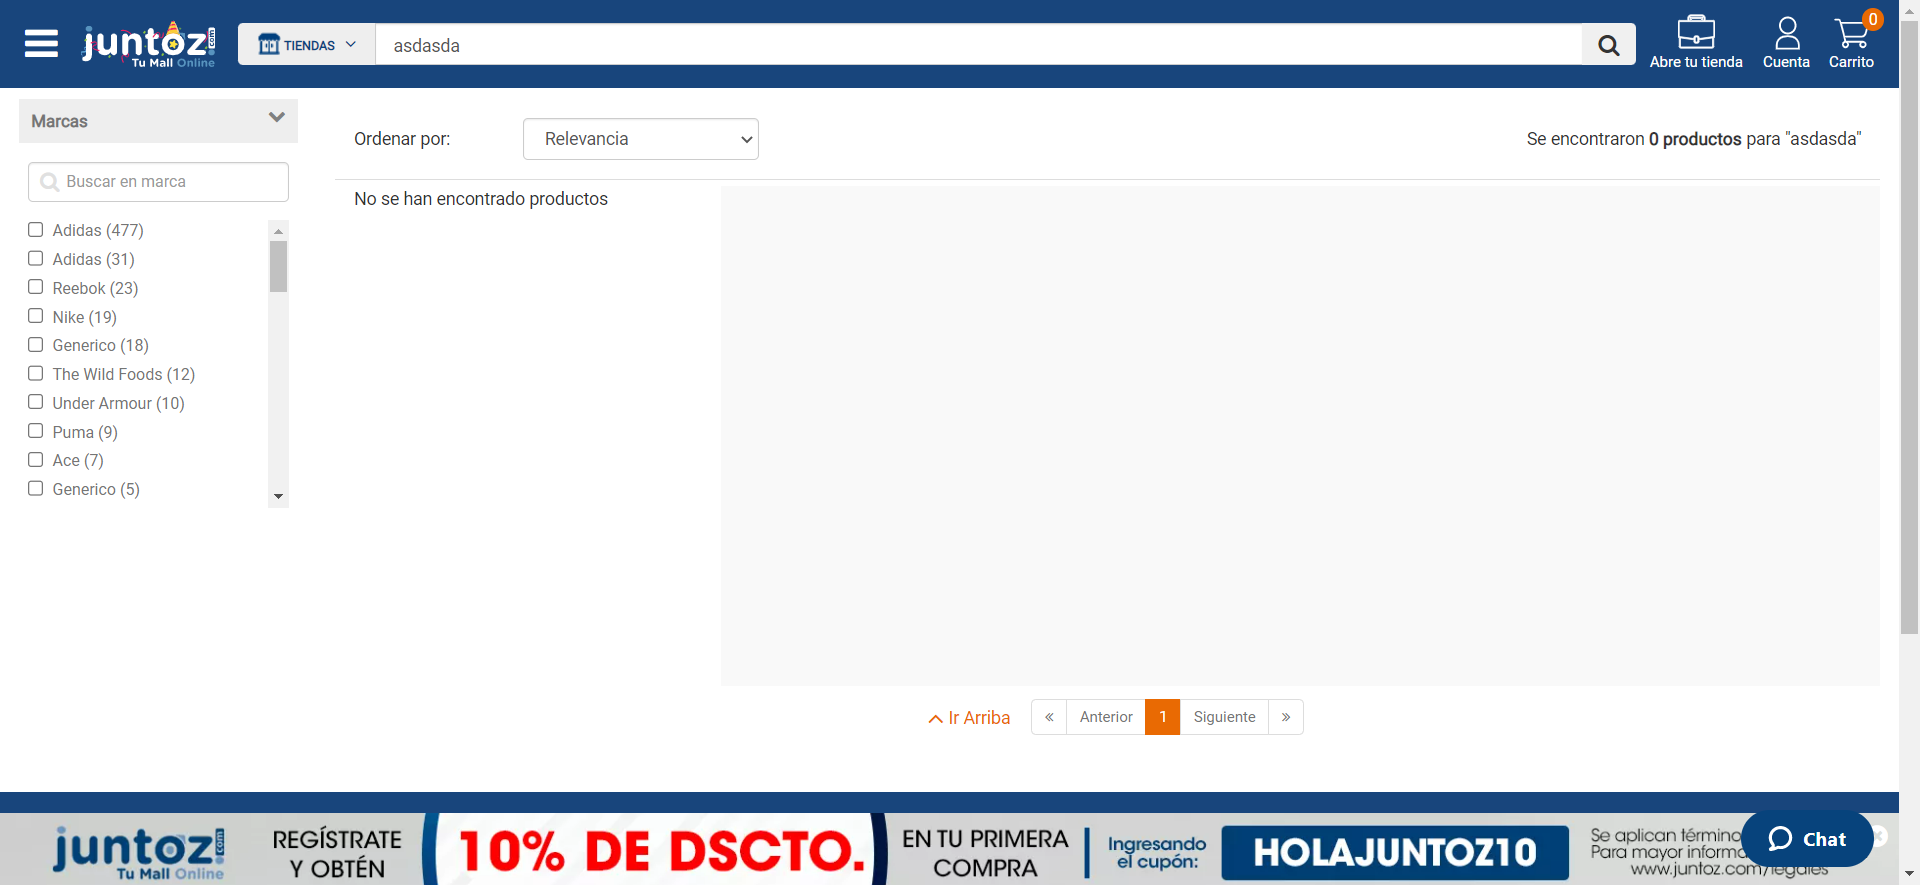 juntoz.com
Tu Mall Online
TIENDAS
asdasda
Abre tu tienda
Cuenta
0
Carrito
Marcas
Buscar en marca
Adidas (477)
Adidas (31)
Reebok (23)
Nike (19)
Generico (18)
The Wild Foods (12)
Under Armour (10)
Puma (9)
Ace (7)
Generico (5)
Ordenar por:
Relevancia
Se encontraron 0 productos para "asdasda"
No se han encontrado productos
Ir Arriba
«
Anterior
1
Siguiente
»
juntoz.com
Tu Mall Online
REGÍSTRATE
Y OBTÉN
10% DE DSCTO.
EN TU PRIMERA
COMPRA
Ingresando
el cupón:
HOLAJUNTOZ10
Se aplican
Para mayor
www.juntoz.com/legales
Chat